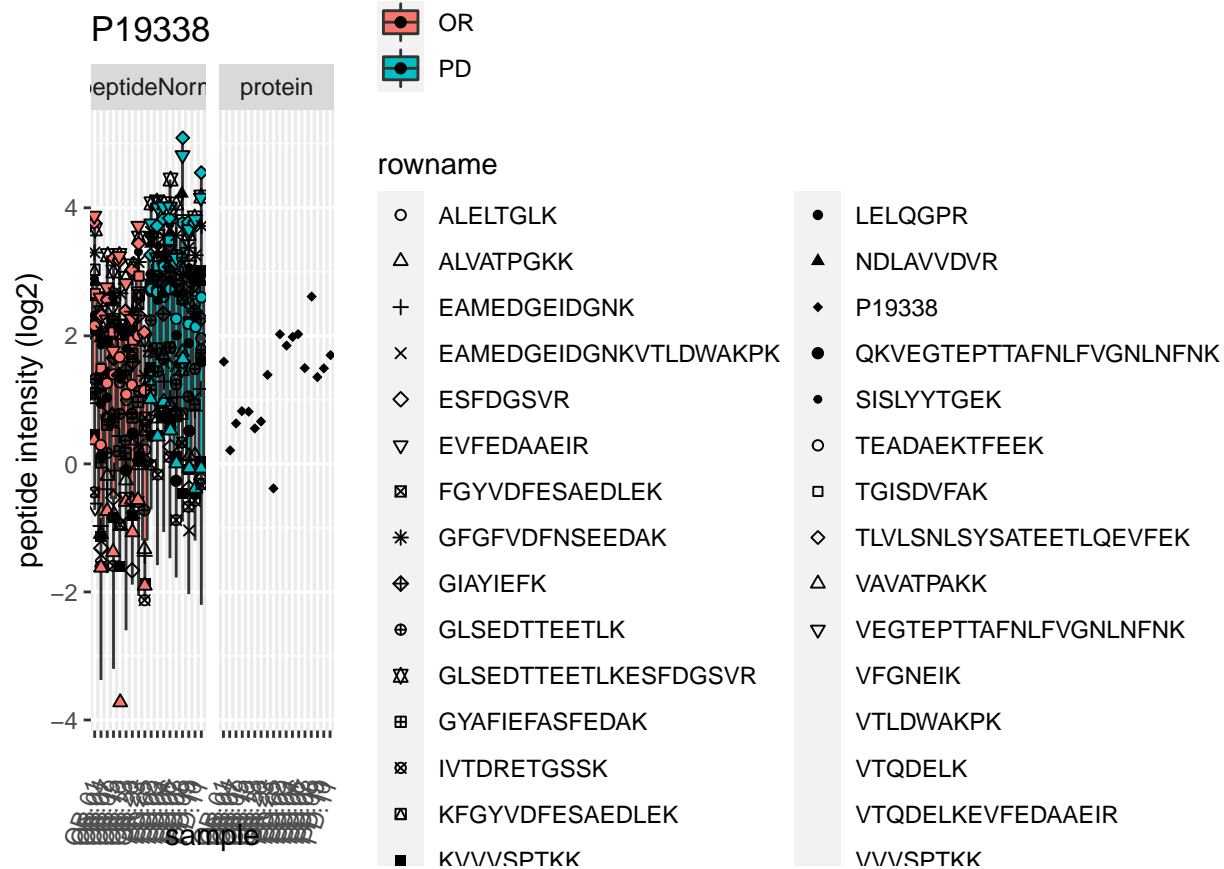 P19338
OR
PD
eptideNorn
protein
rowname
peptide intensity (log2)
4
2
0
−2
−4
sample
ALELTGLK
ALVATPGKK
EAMEDGEIDGNK
EAMEDGEIDGNKVTLDWAKPK
ESFDGSVR
EVFEDAAEIR
FGYVDFESAEDLEK
GFGFVDFNSEEDAK
GIAYIEFK
GLSEDTTEETLK
GLSEDTTEETLKESFDGSVR
GYAFIEFASFEDAK
IVTDRETGSSK
KFGYVDFESAEDLEK
KVVVSPTKK
LELQGPR
NDLAVVDVR
P19338
QKVEGTEPTTAFNLFVGNLNFNK
SISLYYTGEK
TEADAEKTFEEK
TGISDVFAK
TLVLSNLSYSATEETLQEVFEK
VAVATPAKK
VEGTEPTTAFNLFVGNLNFNK
VFGNEIK
VTLDWAKPK
VTQDELK
VTQDELKEVFEDAAEIR
VVVSPTKK